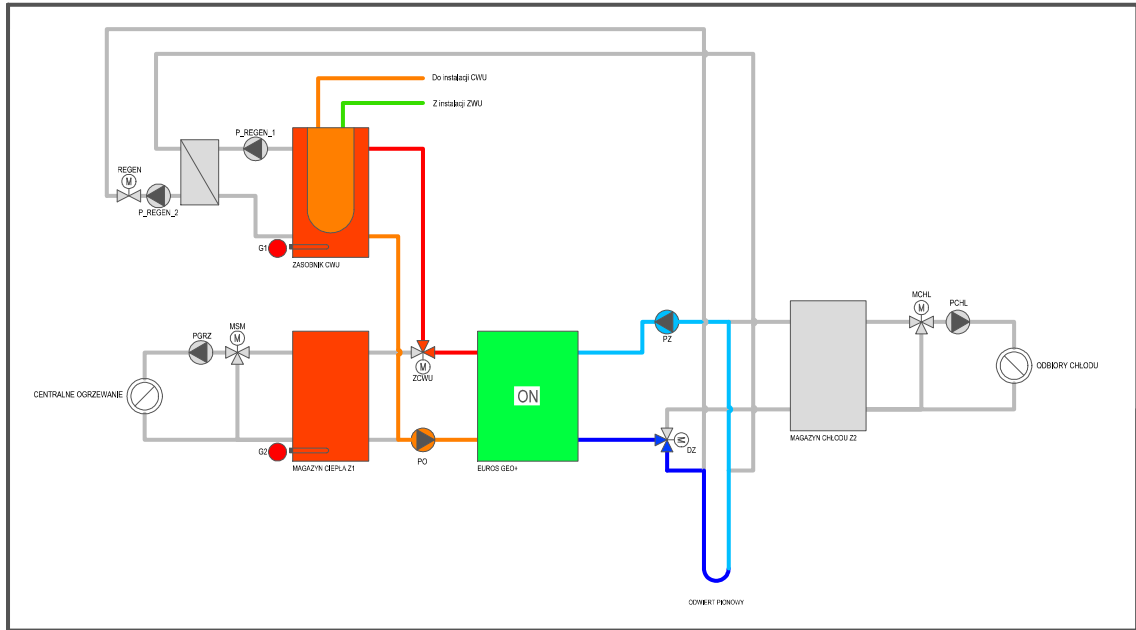 Do instalacji CWU
Z instalacji ZWU
P_REGEN_1
REGEN
M
P_REGEN_2
G1
ZASOBNIK CWU
PGRZ
MSM
M
ZCWU
M
PZ
MCHL
M
PCHL
CENTRALNE OGRZEWANIE
ON
ODBIORY CHŁODU
G2
MAGAZYN CIEPŁA Z1
PO
EUROS GEO+
M
DZ
MAGAZYN CHŁODU Z2
ODWIERT PIONOWY